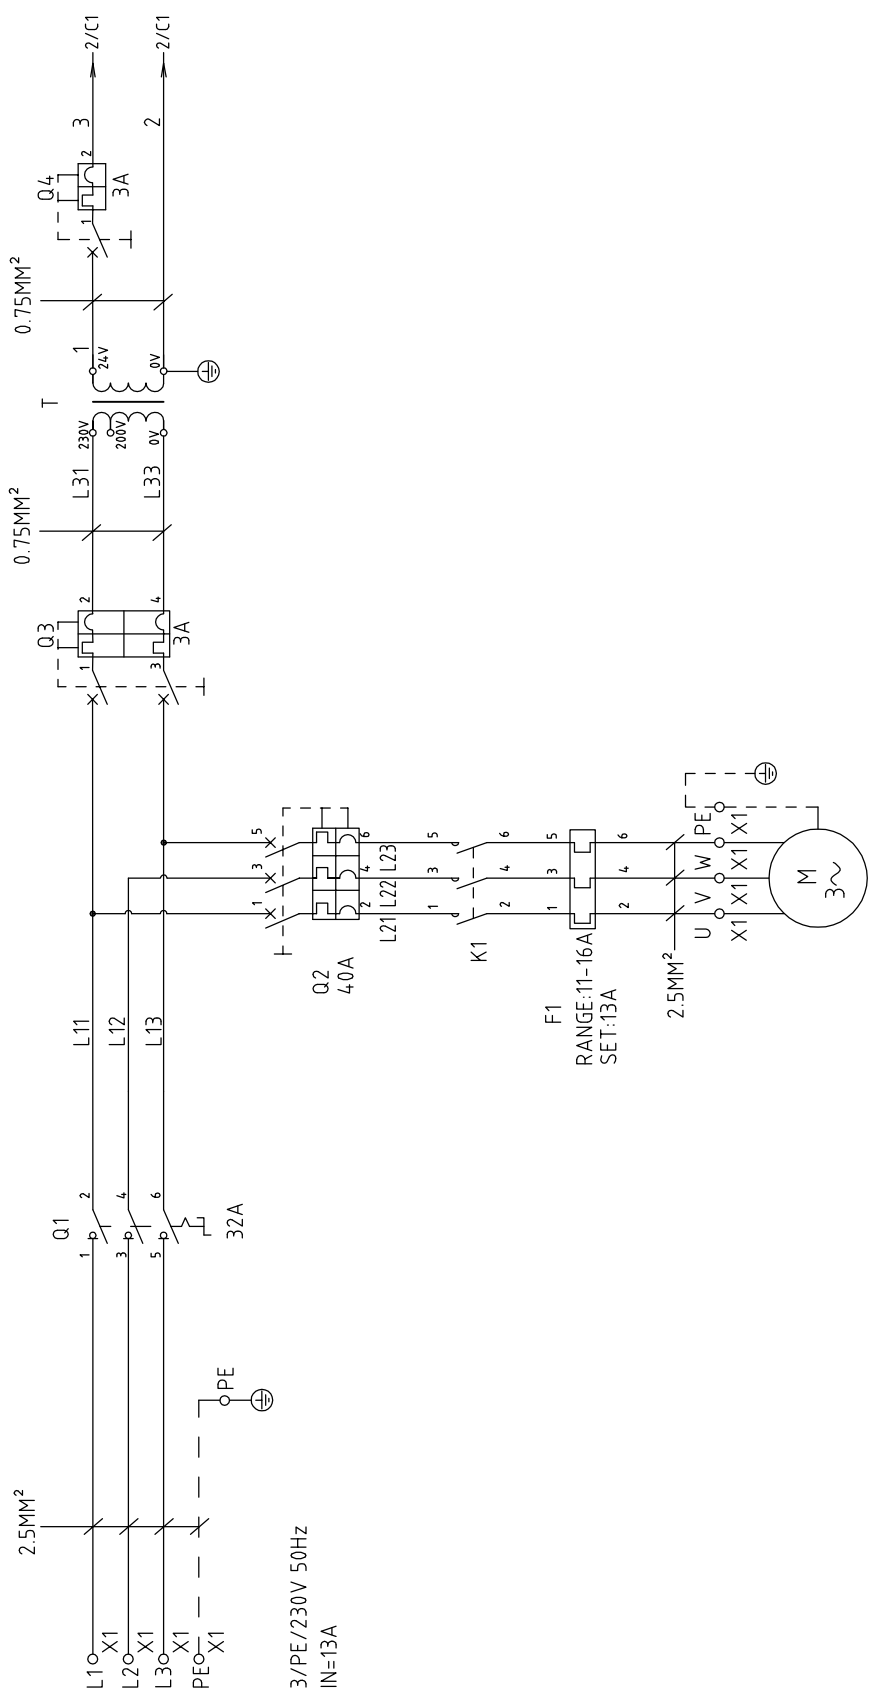 L1
X1
L2
X1
L3
X1
PE
X1
3/PE/230V 50Hz
IN=13A
2.5MM²
PE
Q1
1
2
3
4
5
6
32A
L11
L12
L13
1
3
5
Q2
40A
2
4
6
L21
L22
L23
1
3
5
K1
2
4
6
1
3
5
F1
RANGE:11-16A
SET:13A
2
4
6
2.5MM²
U
V
W
PE
X1
X1
X1
X1
M
3~
Q3
1
2
3
4
3A
0.75MM²
L31
L33
T
230V
200V
0V
24V
0V
1
0.75MM²
Q4
1
2
3A
3
2
2/C1
2/C1